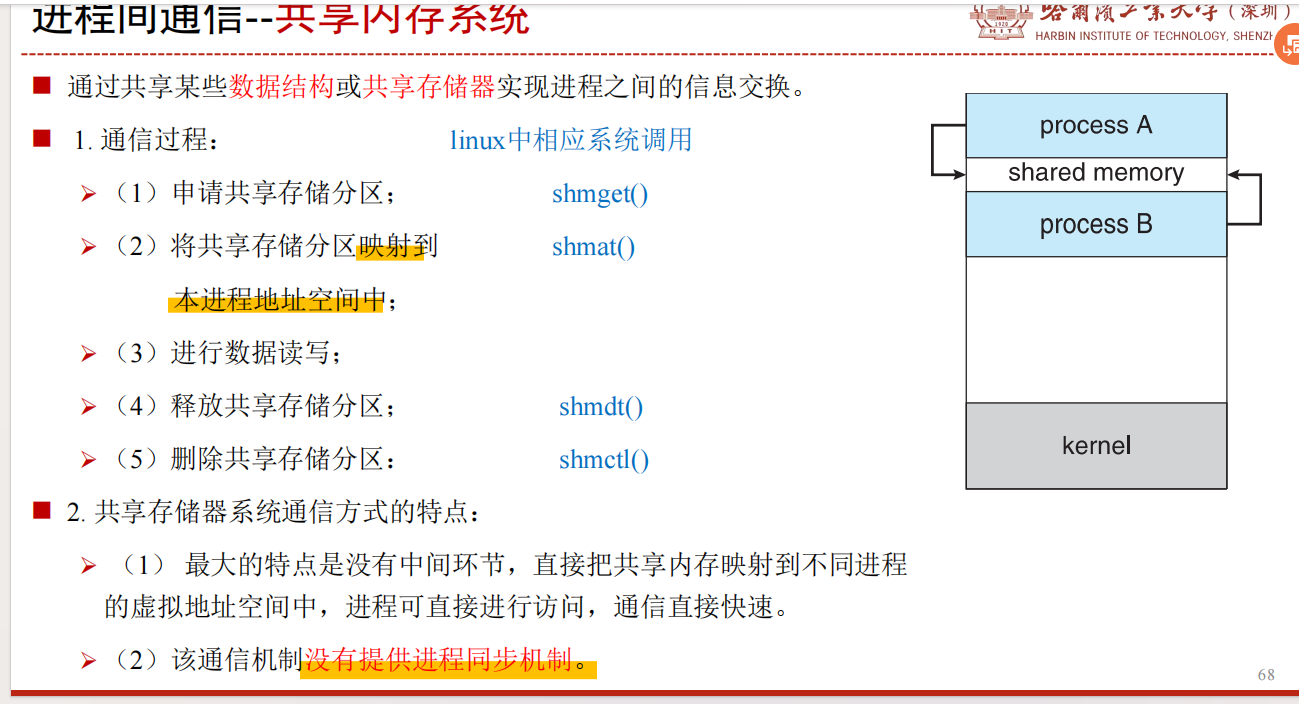 进程间通信--共享内存系统
哈尔滨工业大学（深圳）
HARBIN INSTITUTE OF TECHNOLOGY, SHENZH
HIT
1920
通过共享某些数据结构或共享存储器实现进程之间的信息交换。
1. 通信过程： linux中相应系统调用
（1）申请共享存储分区； shmget()
（2）将共享存储分区映射到 shmat()
本进程地址空间中；
（3）进行数据读写；
（4）释放共享存储分区； shmdt()
（5）删除共享存储分区： shmctl()
2. 共享存储器系统通信方式的特点：
（1） 最大的特点是没有中间环节，直接把共享内存映射到不同进程
的虚拟地址空间中，进程可直接进行访问，通信直接快速。
（2）该通信机制没有提供进程同步机制。
process A
shared memory
process B
kernel
68